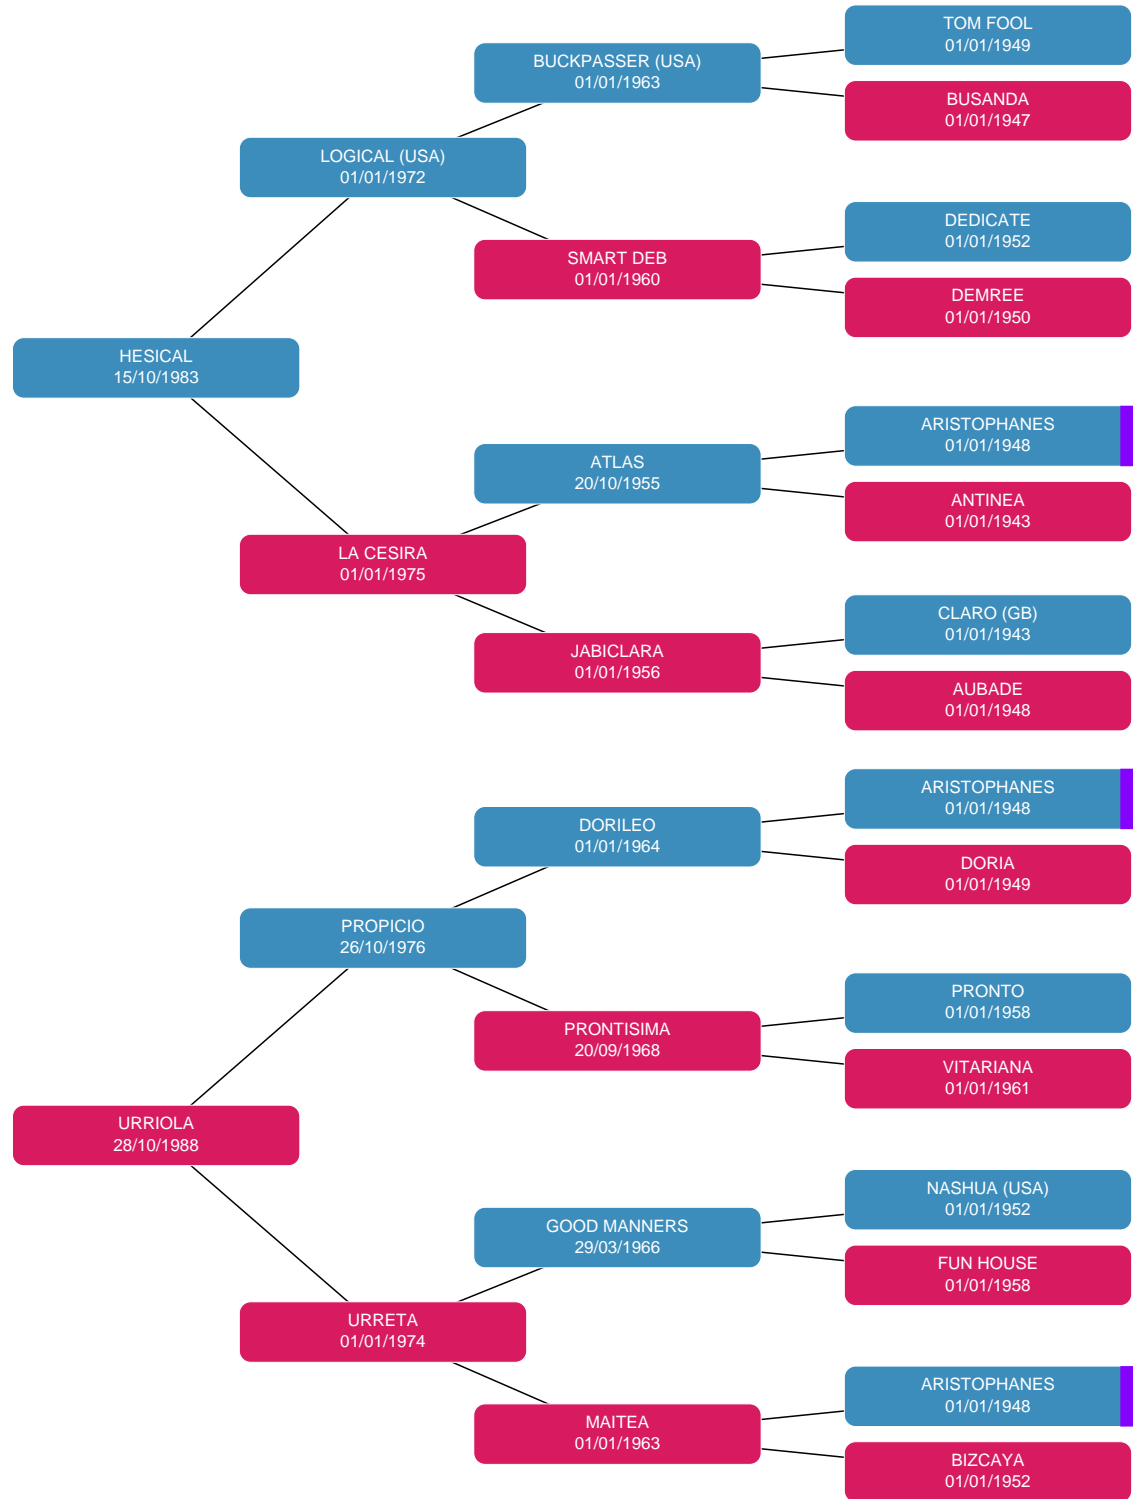 TOM FOOL
01/01/1949
BUCKPASSER (USA)
01/01/1963
BUSANDA
01/01/1947
LOGICAL (USA)
01/01/1972
DEDICATE
01/01/1952
SMART DEB
01/01/1960
DEMREE
01/01/1950
HESICAL
15/10/1983
ARISTOPHANES
01/01/1948
ATLAS
20/10/1955
ANTINEA
01/01/1943
LA CESIRA
01/01/1975
CLARO (GB)
01/01/1943
JABICLARA
01/01/1956
AUBADE
01/01/1948
ARISTOPHANES
01/01/1948
DORILEO
01/01/1964
DORIA
01/01/1949
PROPICIO
26/10/1976
PRONTO
01/01/1958
PRONTISIMA
20/09/1968
VITARIANA
01/01/1961
URRIOLA
28/10/1988
NASHUA (USA)
01/01/1952
GOOD MANNERS
29/03/1966
FUN HOUSE
01/01/1958
URRETA
01/01/1974
ARISTOPHANES
01/01/1948
MAITEA
01/01/1963
BIZCAYA
01/01/1952